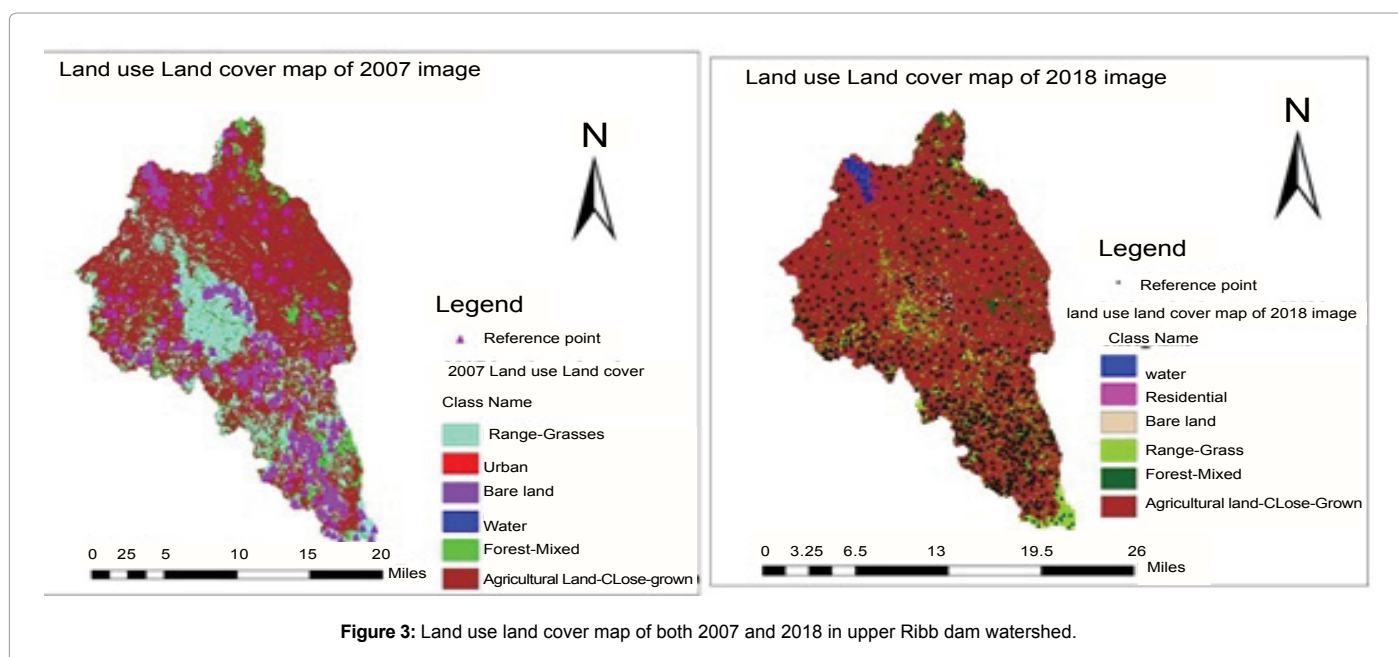 Land use Land cover map of 2007 image
N
Legend
Reference point
2007 Land use Land cover
Class Name
Range-Grasses
Urban
Bare land
Water
Forest-Mixed
Agricultural Land-CLose-grown
0 25 5 10 15 20
Miles
Land use Land cover map of 2018 image
N
Legend
Reference point
land use land cover map of 2018 image
Class Name
water
Residential
Bare land
Range-Grass
Forest-Mixed
Agricultural land-CLose-Grown
0 3.25 6.5 13 19.5 26
Miles
Figure 3: Land use land cover map of both 2007 and 2018 in upper Ribb dam watershed.